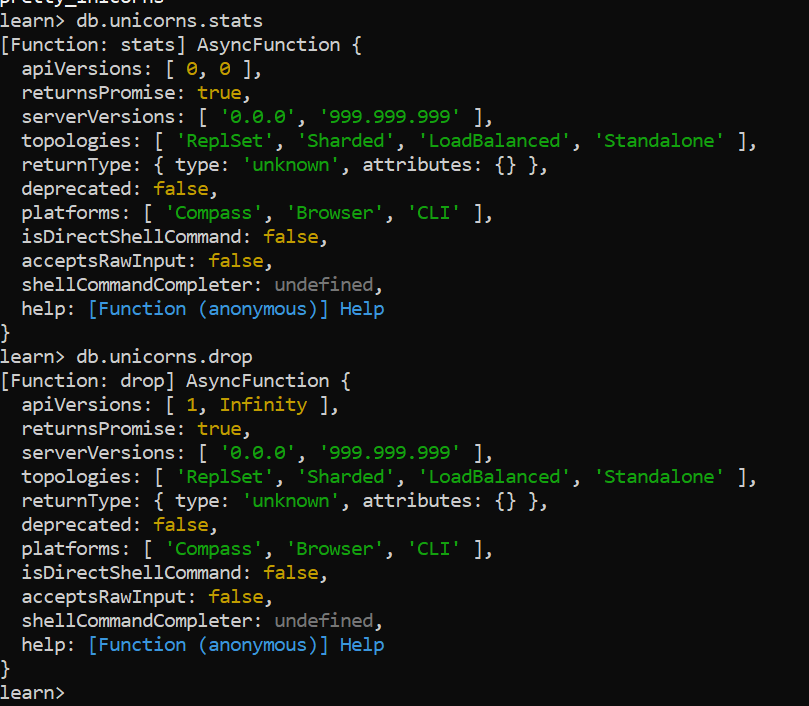 pretty_unicorns
learn> db.unicorns.stats
[Function: stats] AsyncFunction {
  apiVersions: [ 0, 0 ],
  returnsPromise: true,
  serverVersions: [ '0.0.0', '999.999.999' ],
  topologies: [ 'ReplSet', 'Sharded', 'LoadBalanced', 'Standalone' ],
  returnType: { type: 'unknown', attributes: {} },
  deprecated: false,
  platforms: [ 'Compass', 'Browser', 'CLI' ],
  isDirectShellCommand: false,
  acceptsRawInput: false,
  shellCommandCompleter: undefined,
  help: [Function (anonymous)] Help
}
learn> db.unicorns.drop
[Function: drop] AsyncFunction {
  apiVersions: [ 1, Infinity ],
  returnsPromise: true,
  serverVersions: [ '0.0.0', '999.999.999' ],
  topologies: [ 'ReplSet', 'Sharded', 'LoadBalanced', 'Standalone' ],
  returnType: { type: 'unknown', attributes: {} },
  deprecated: false,
  platforms: [ 'Compass', 'Browser', 'CLI' ],
  isDirectShellCommand: false,
  acceptsRawInput: false,
  shellCommandCompleter: undefined,
  help: [Function (anonymous)] Help
}
learn>